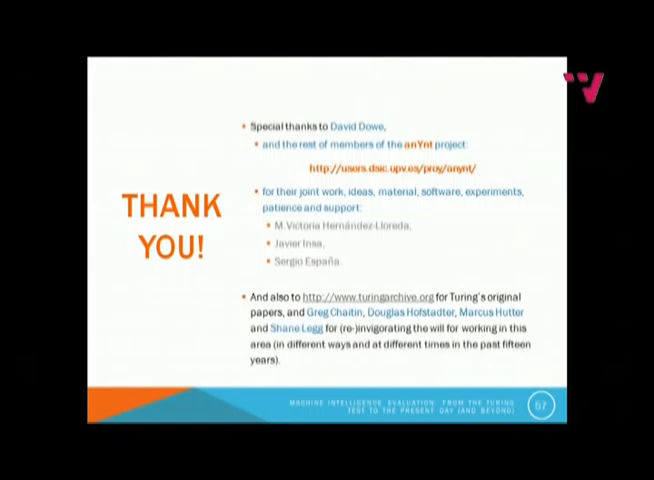 THANK
YOU!
Special thanks to David Dowe,
and the rest of members of the anYnt project:
http://users.dsic.upv.es/proy/anynt/
for their joint work, ideas, material, software, experiments,
patience and support:
M.Victoria Hernández-Lloreda,
Javier Insa,
Sergio España.
And also to http://www.turingarchive.org for Turing's original
papers, and Greg Chaitin, Douglas Hofstadter, Marcus Hutter
and Shane Legg for (re-)invigorating the will for working in this
area (in different ways and at different times in the past fifteen
years).
MACHINE INTELLIGENCE EVALUATION: FROM THE TURING
TEST TO THE PRESENT DAY (AND BEYOND)
57